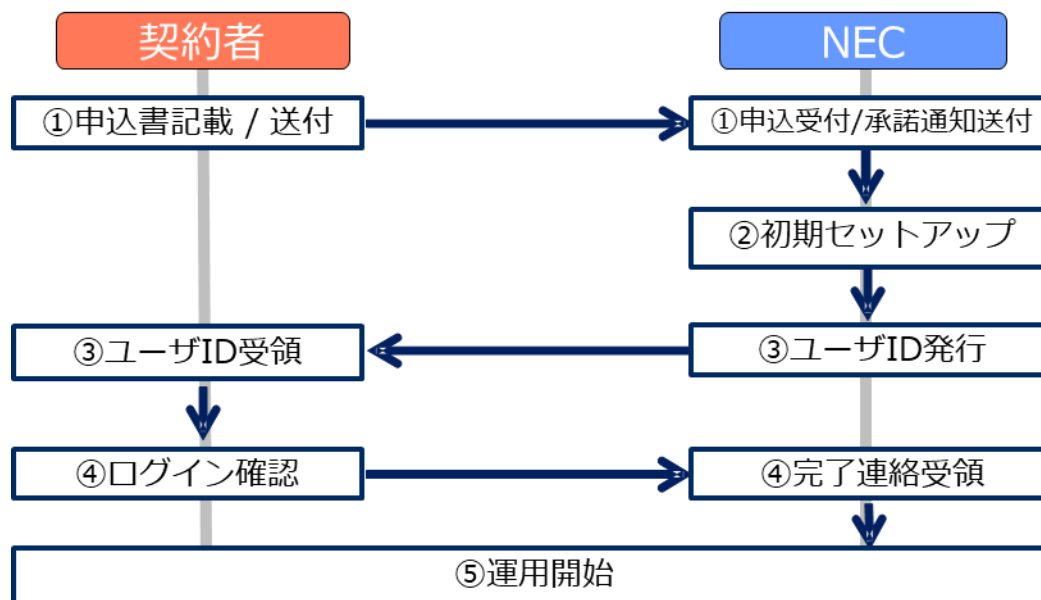 契約者
NEC
①申込書記載 / 送付
①申込受付/承諾通知送付
②初期セットアップ
③ユーザID受領
③ユーザID発行
④ログイン確認
④完了連絡受領
⑤運用開始